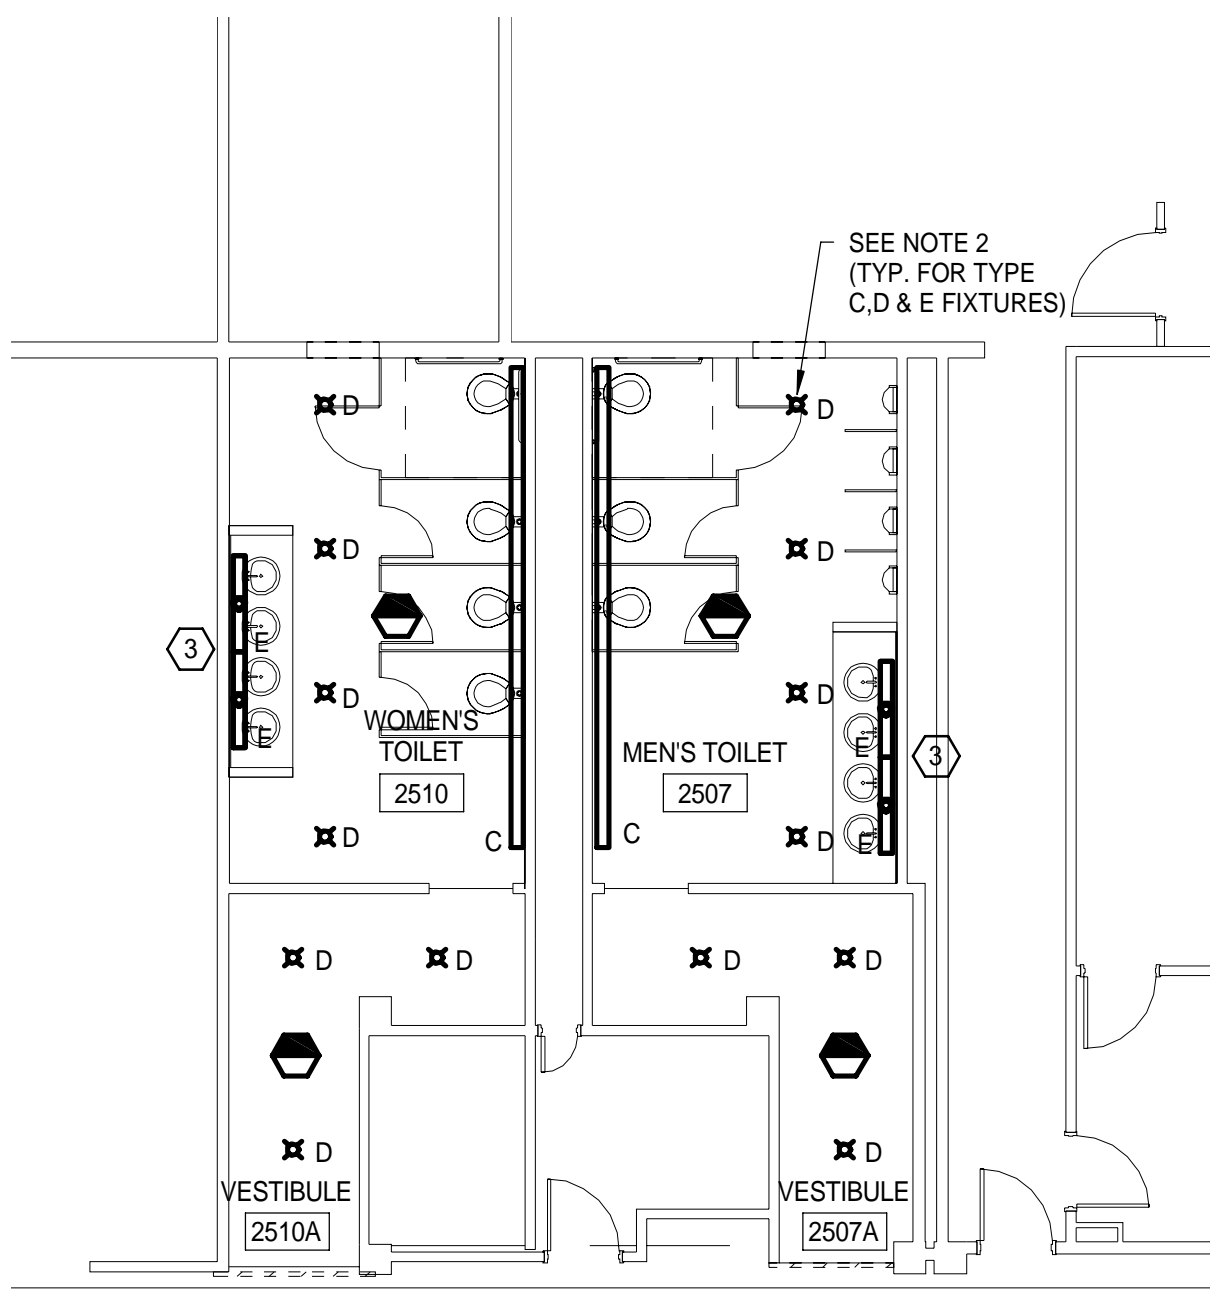 SEE NOTE 2
(TYP. FOR TYPE
C,D & E FIXTURES)
D
D
D
D
3
E
D
D
WOMEN'S
TOILET
2510
E
MEN'S TOILET
2507
E
3
D
C
C
D
E
D
D
D
D
D
D
VESTIBULE
2510A
VESTIBULE
2507A